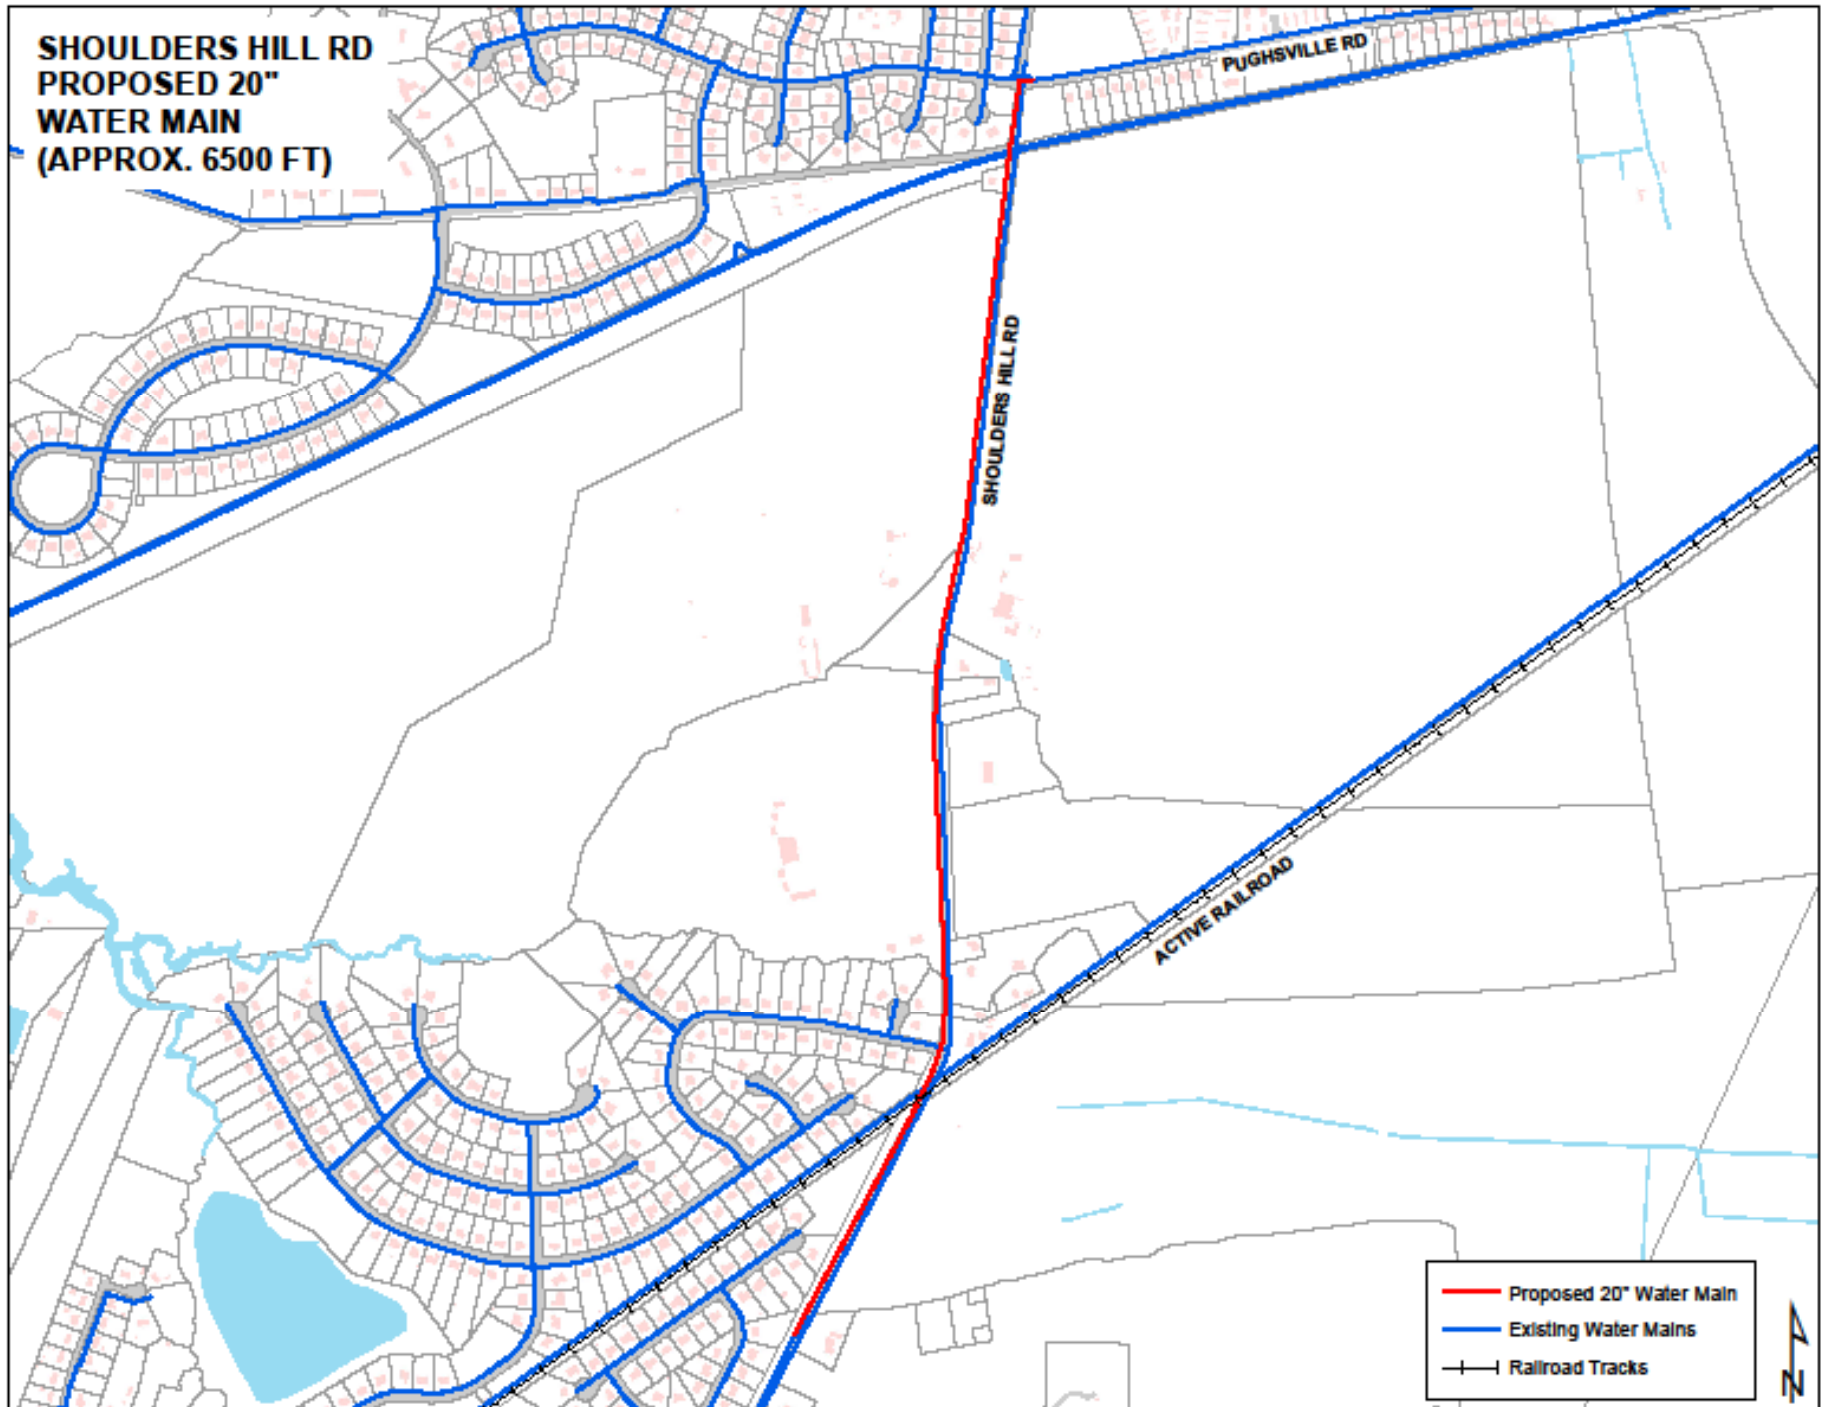 SHOULDERS HILL RD
PROPOSED 20"
WATER MAIN
(APPROX. 6500 FT)
PUGHSVILLE RD
SHOULDERS HILL RD
ACTIVE RAILROAD
Proposed 20" Water Main
Existing Water Mains
Railroad Tracks
N